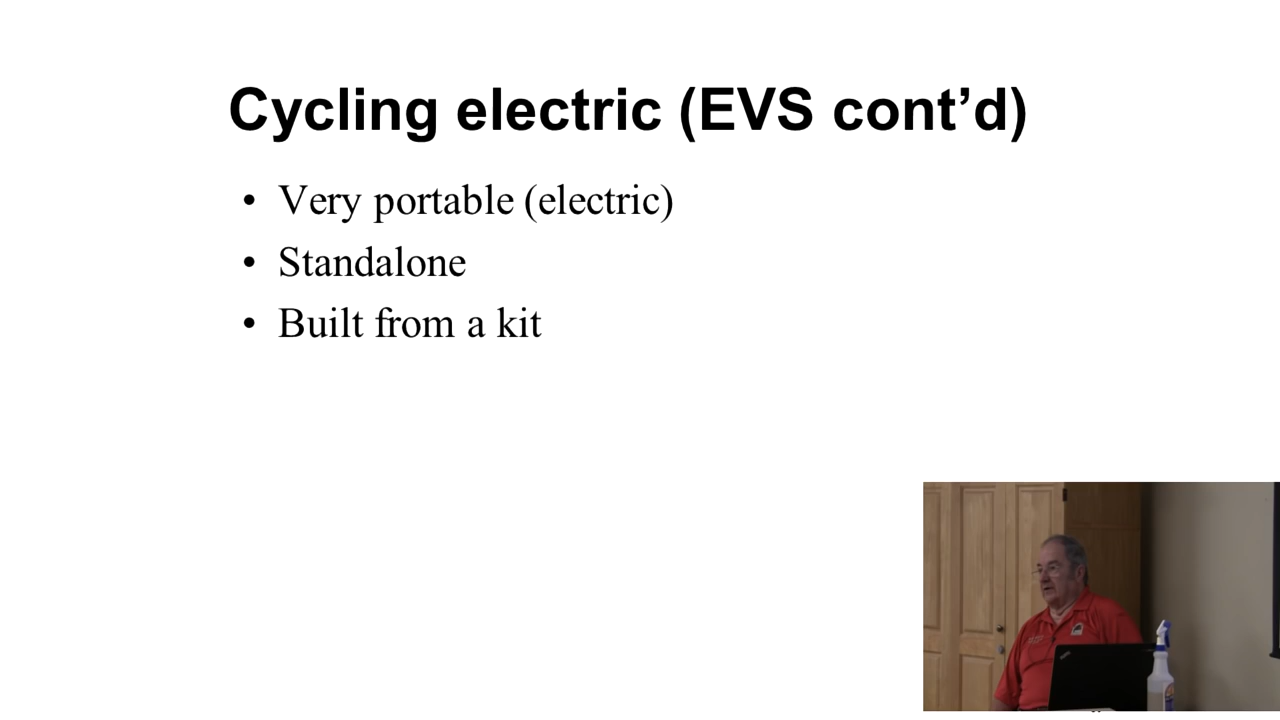 Cycling electric (EVS cont’d)
• Very portable (electric)
• Standalone
• Built from a kit